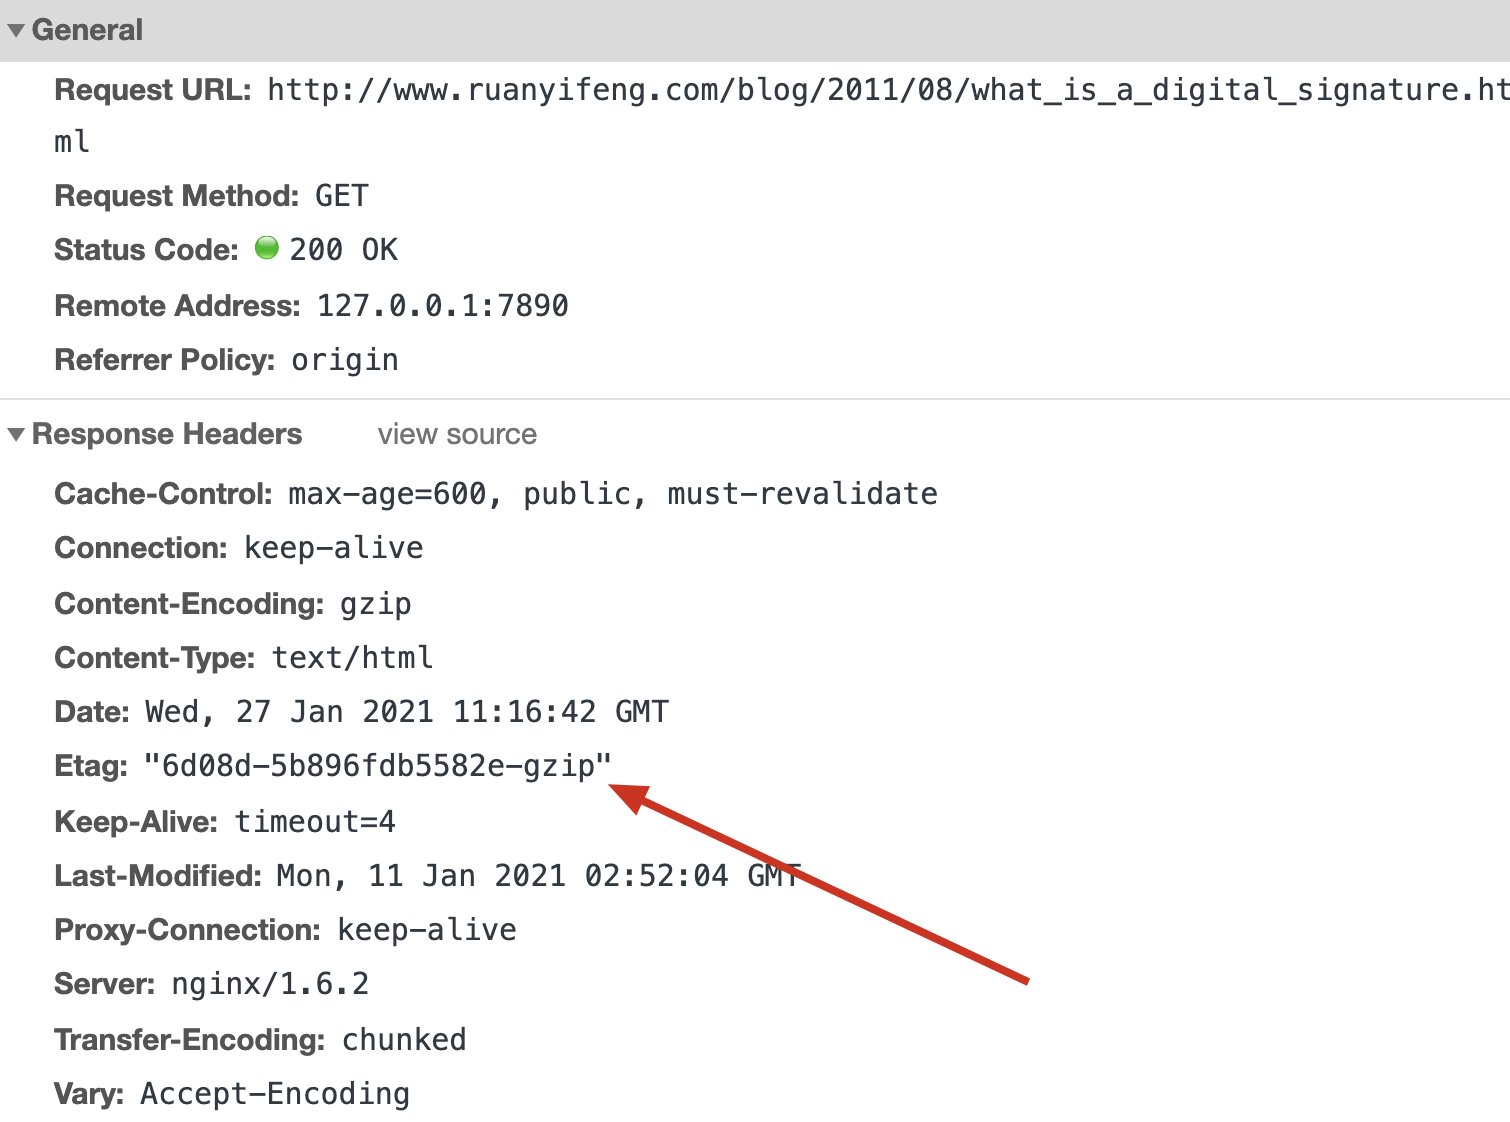 General
Request URL: http://www.ruanyifeng.com/blog/2011/08/what_is_a_digital_signature.ht
ml
Request Method: GET
Status Code: 200 OK
Remote Address: 127.0.0.1:7890
Referrer Policy: origin
Response Headers view source
Cache-Control: max-age=600, public, must-revalidate
Connection: keep-alive
Content-Encoding: gzip
Content-Type: text/html
Date: Wed, 27 Jan 2021 11:16:42 GMT
Etag: "6d08d-5b896fdb5582e-gzip"
Keep-Alive: timeout=4
Last-Modified: Mon, 11 Jan 2021 02:52:04 GMT
Proxy-Connection: keep-alive
Server: nginx/1.6.2
Transfer-Encoding: chunked
Vary: Accept-Encoding